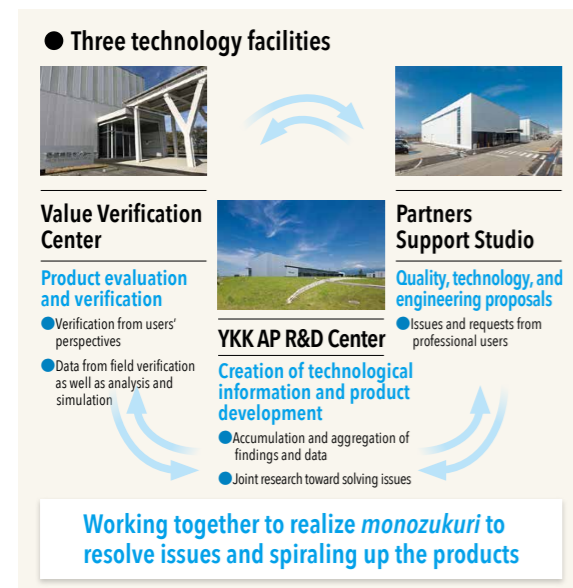 ● Three technology facilities
Value Verification
Center
Product evaluation
and verification
●Verification from users'
perspectives
●Data from field verification
as well as analysis and
simulation
YKK AP R&D Center
Creation of technological
information and product
development
●Accumulation and aggregation of
findings and data
●Joint research toward solving issues
Partners
Support Studio
Quality, technology, and
engineering proposals
●Issues and requests from
professional users
Working together to realize monozukuri to
resolve issues and spiraling up the products